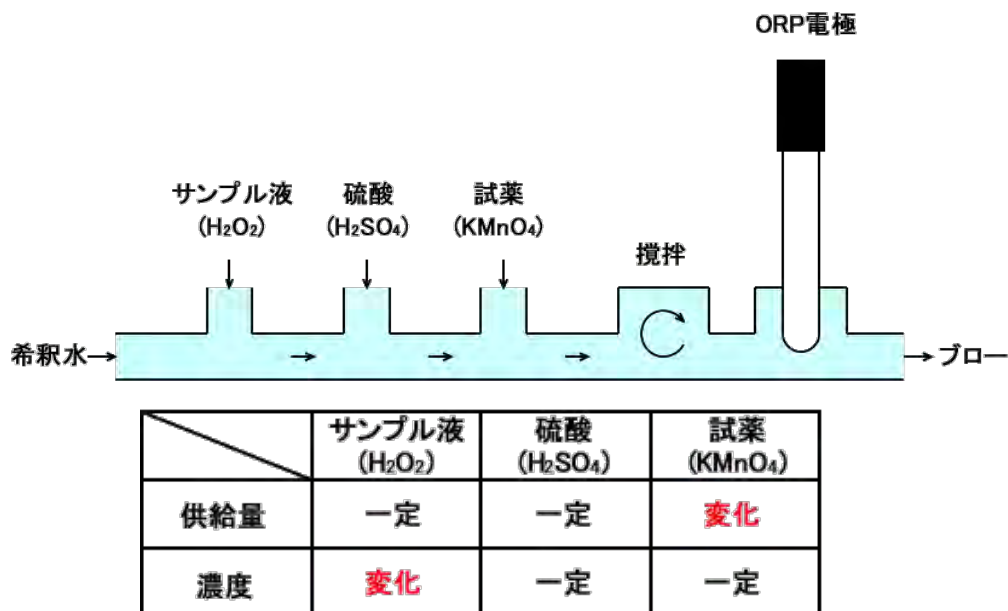 ORP電極
サンプル液
(H₂O₂)
硫酸
(H₂SO₄)
試薬
(KMnO₄)
撹拌
希釈水
ブロー
サンプル液
(H₂O₂)
硫酸
(H₂SO₄)
試薬
(KMnO₄)
供給量 一定 一定 変化
濃度 変化 一定 一定